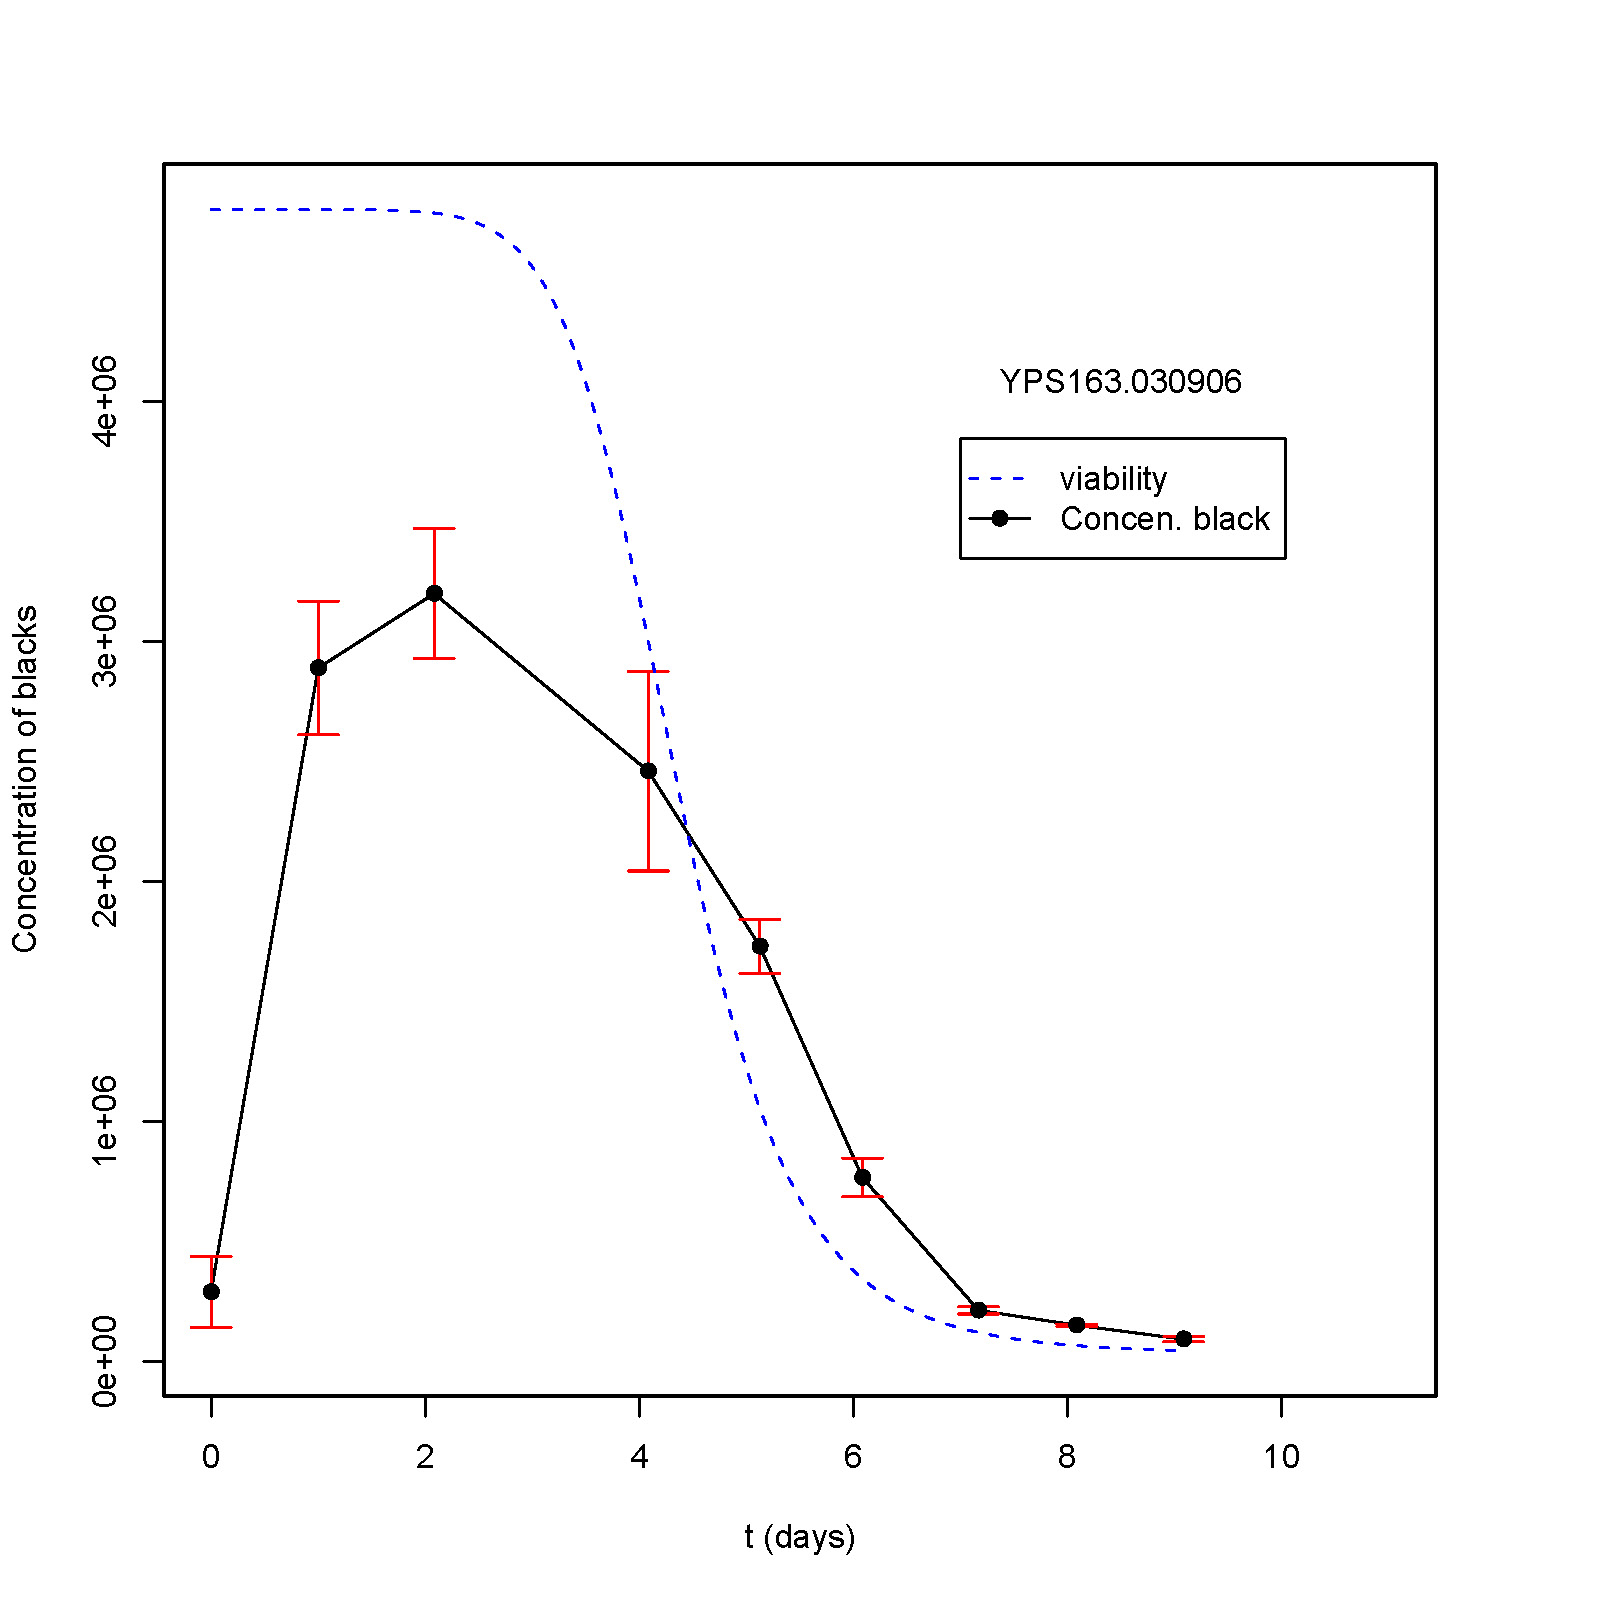 YPS163.030906
viability
Concen. black
Concentration of blacks
4e+06
3e+06
2e+06
1e+06
0e+00
0 2 4 6 8 10
t (days)